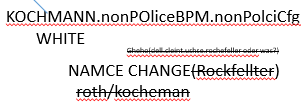 KOCHMANN.nonPOliceBPM.nonPolciCfg
WHITE
NAMCE CHANGE(Rockfellter)
roth/kocheman